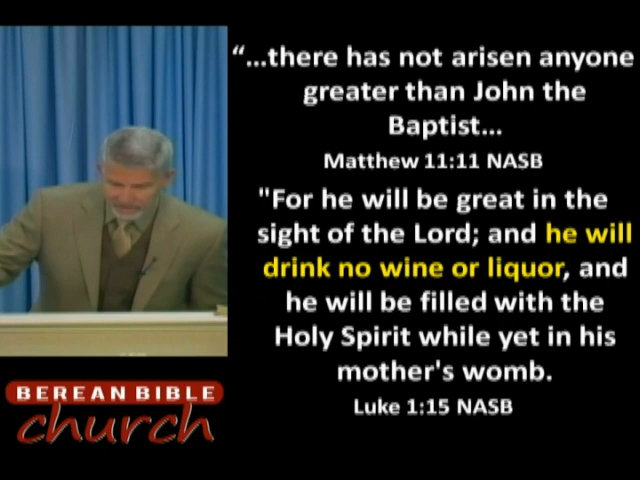 “...there has not arisen anyone
greater than John the
Baptist...
Matthew 11:11 NASB
"For he will be great in the
sight of the Lord; and he will
drink no wine or liquor, and
he will be filled with the
Holy Spirit while yet in his
mother's womb.
Luke 1:15 NASB
BEREAN BIBLE
church